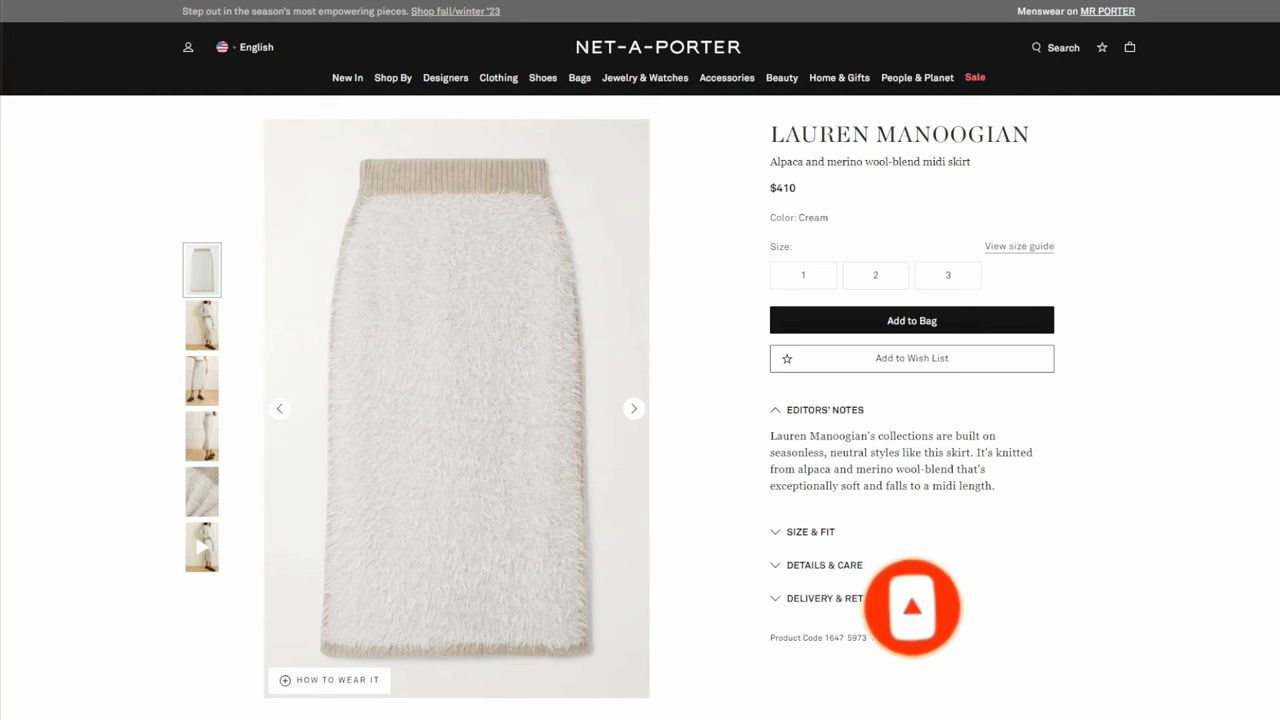 Step out in the season's most empowering pieces. Shop fall/winter '23
Menswear on MR PORTER
English
NET-A-PORTER
Search
New In Shop By Designers Clothing Shoes Bags Jewelry & Watches Accessories Beauty Home & Gifts People & Planet Sale
LAUREN MANOOGIAN
Alpaca and merino wool-blend midi skirt
$410
Color: Cream
Size:
View size guide
1 2 3
Add to Bag
Add to Wish List
EDITORS' NOTES
Lauren Manoogian's collections are built on
seasonless, neutral styles like this skirt. It's knitted
from alpaca and merino wool-blend that's
exceptionally soft and falls to a midi length.
SIZE & FIT
DETAILS & CARE
DELIVERY & RET
Product Code 1647 5973
HOW TO WEAR IT